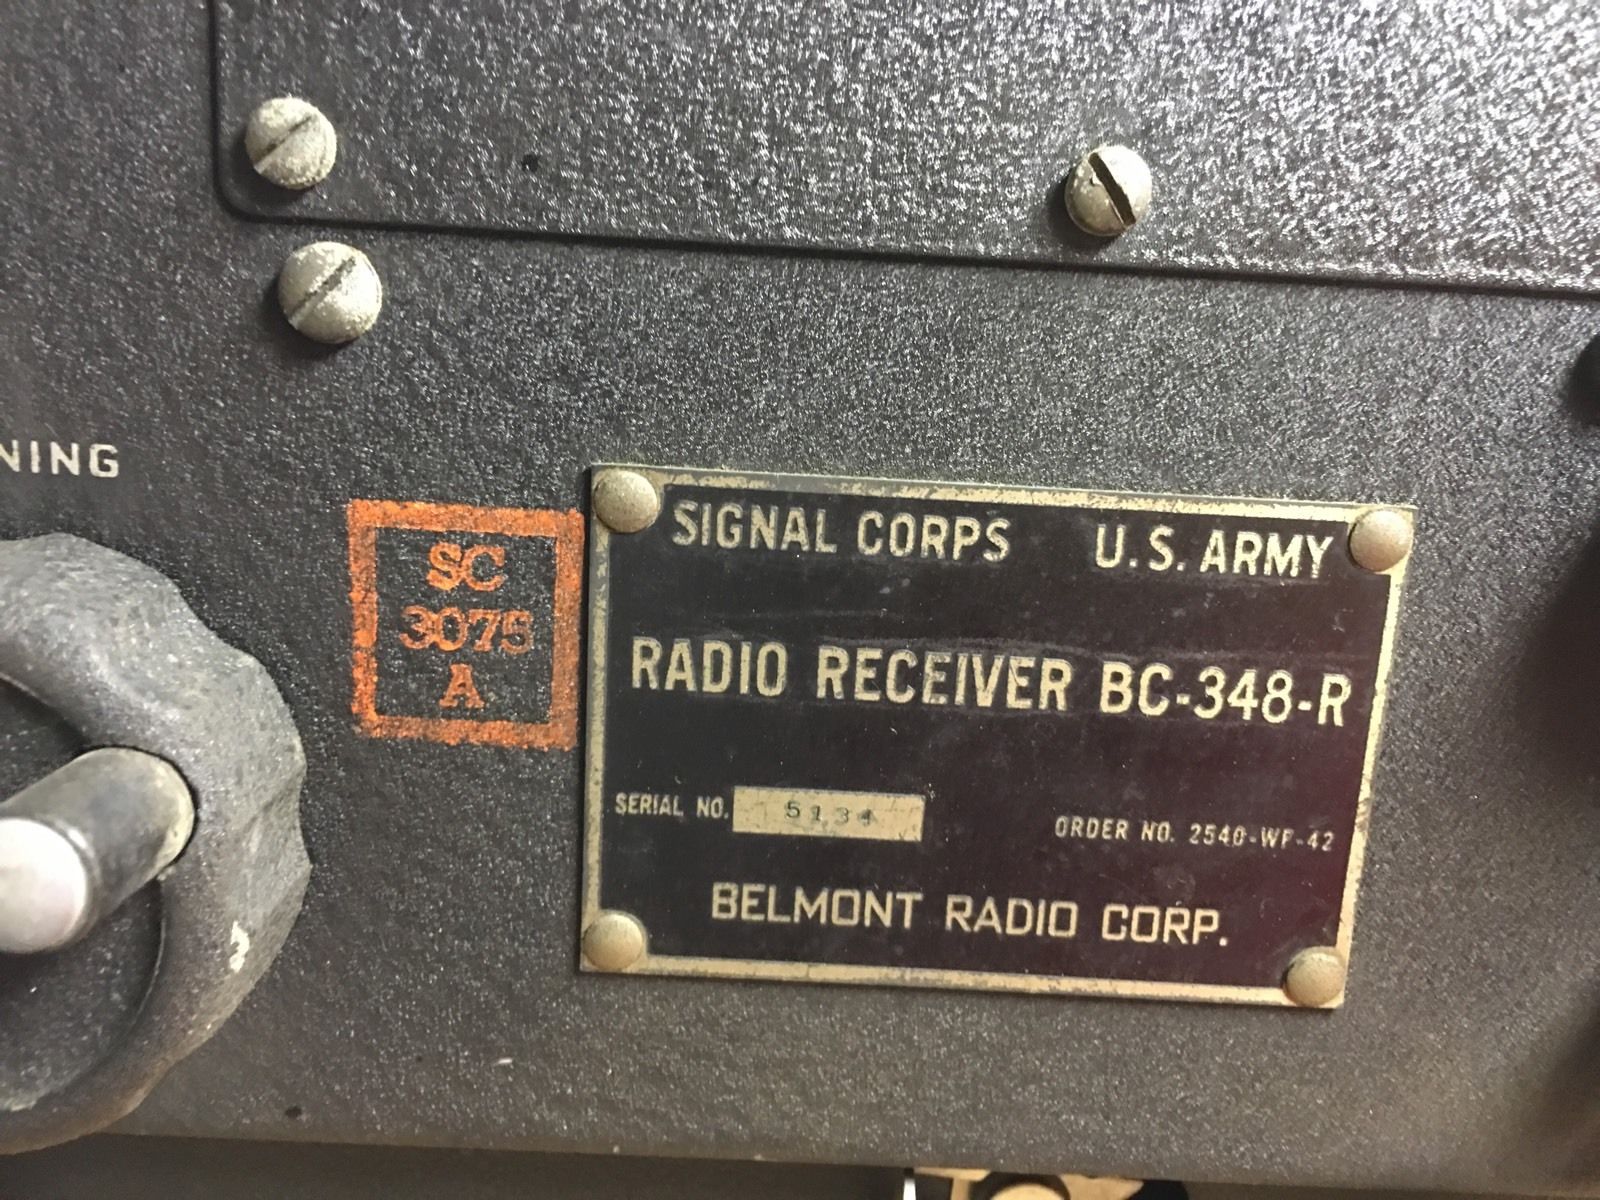 NING
SC
3075
A
SIGNAL CORPS U.S. ARMY
RADIO RECEIVER BC-348-R
SERIAL NO. 5134
ORDER NO. 2540-WF-42
BELMONT RADIO CORP.